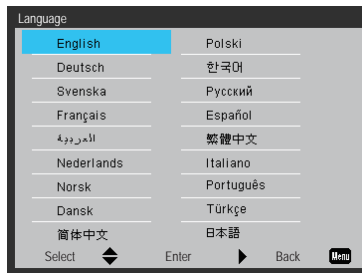 Language
English
Polski
Deutsch
한국어
Svenska
Русский
Français
Español
العربية
繁體中文
Nederlands
Italiano
Norsk
Português
Dansk
Türkçe
简体中文
日本語
Select Enter Back Menu